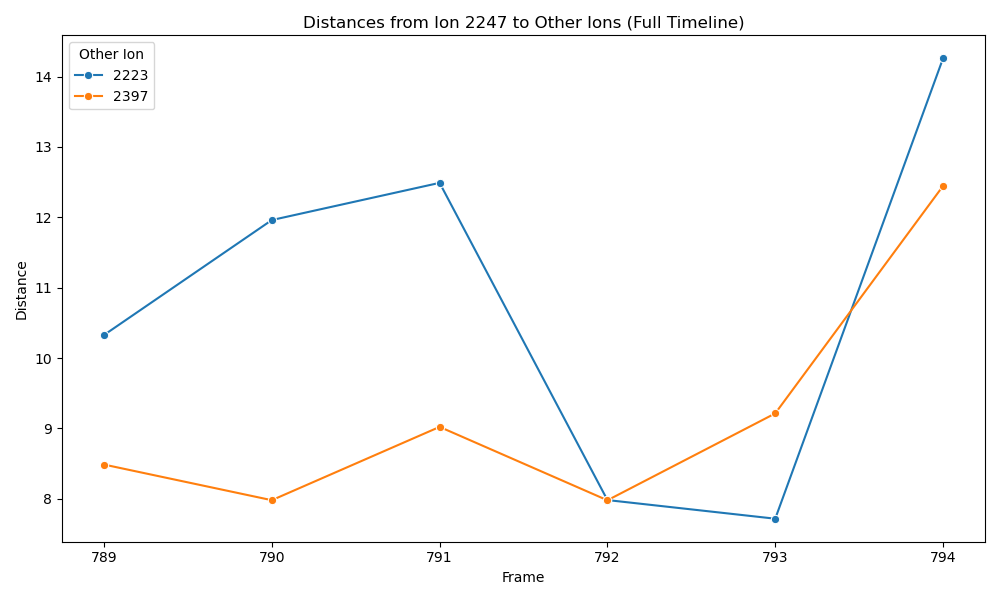 Distances from Ion 2247 to Other Ions (Full Timeline)
Other Ion
2223
2397
14
13
12
11
10
9
8
Distance
789 790 791 792 793 794
Frame